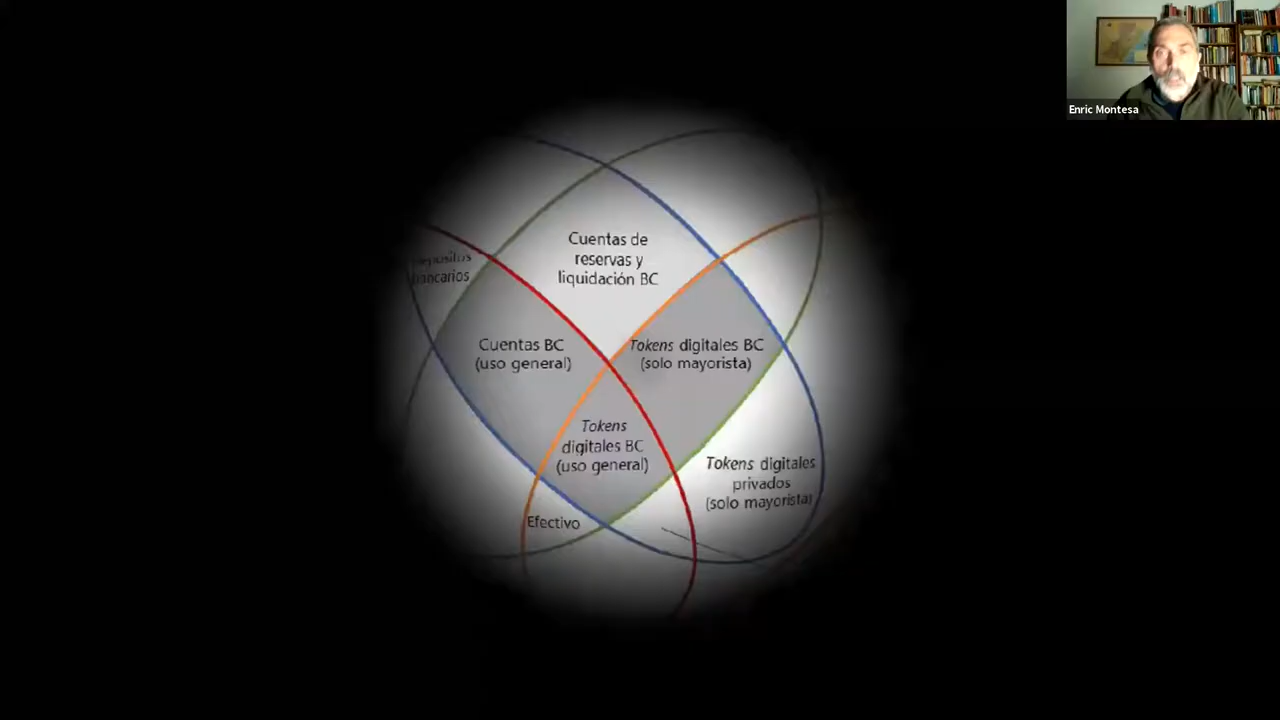 Enric Montesa
Cuentas de
reservas y
liquidación BC
Cuentas BC
(uso general)
Tokens digitales BC
(solo mayorista)
Tokens
digitales BC
(uso general)
Tokens digitales
privados
(solo mayorista)
Efectivo